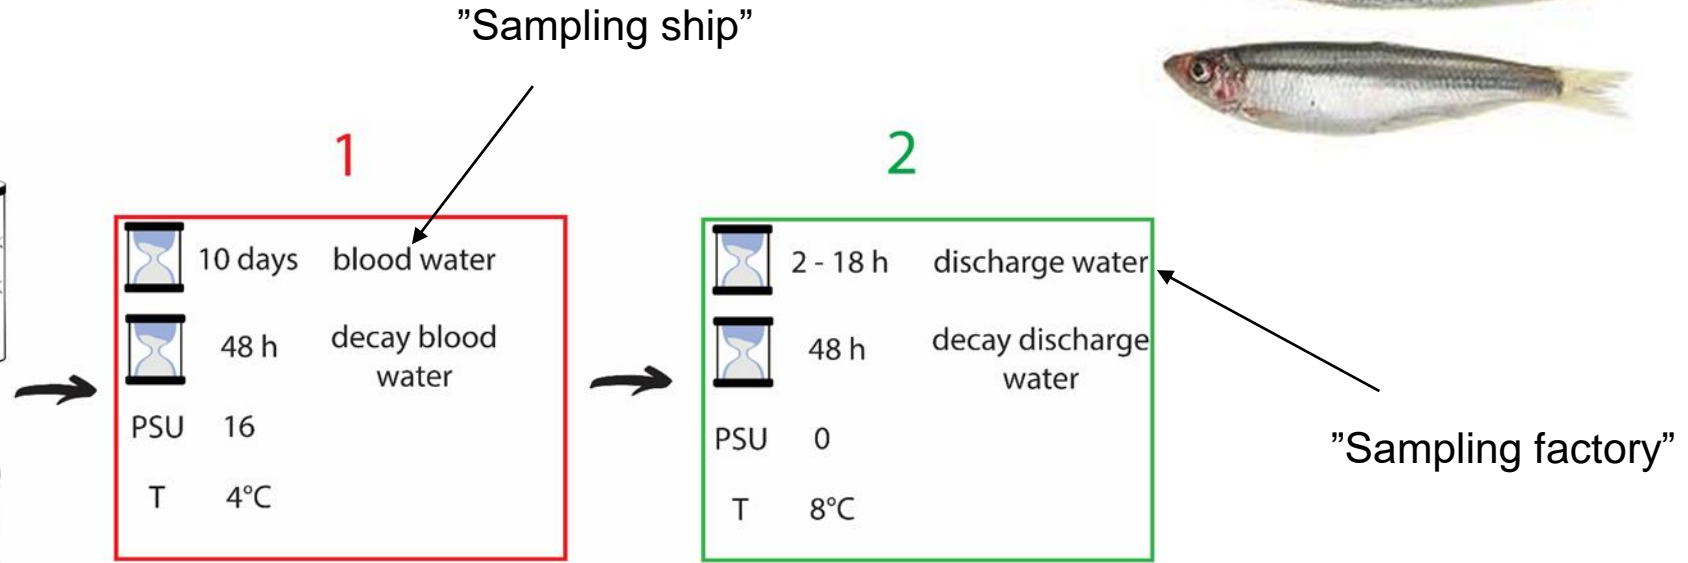 ”Sampling ship”
1
10 days blood water
48 h decay blood
water
PSU 16
T 4°C
2
2 - 18 h discharge water
48 h decay discharge
water
PSU 0
T 8°C
”Sampling factory”